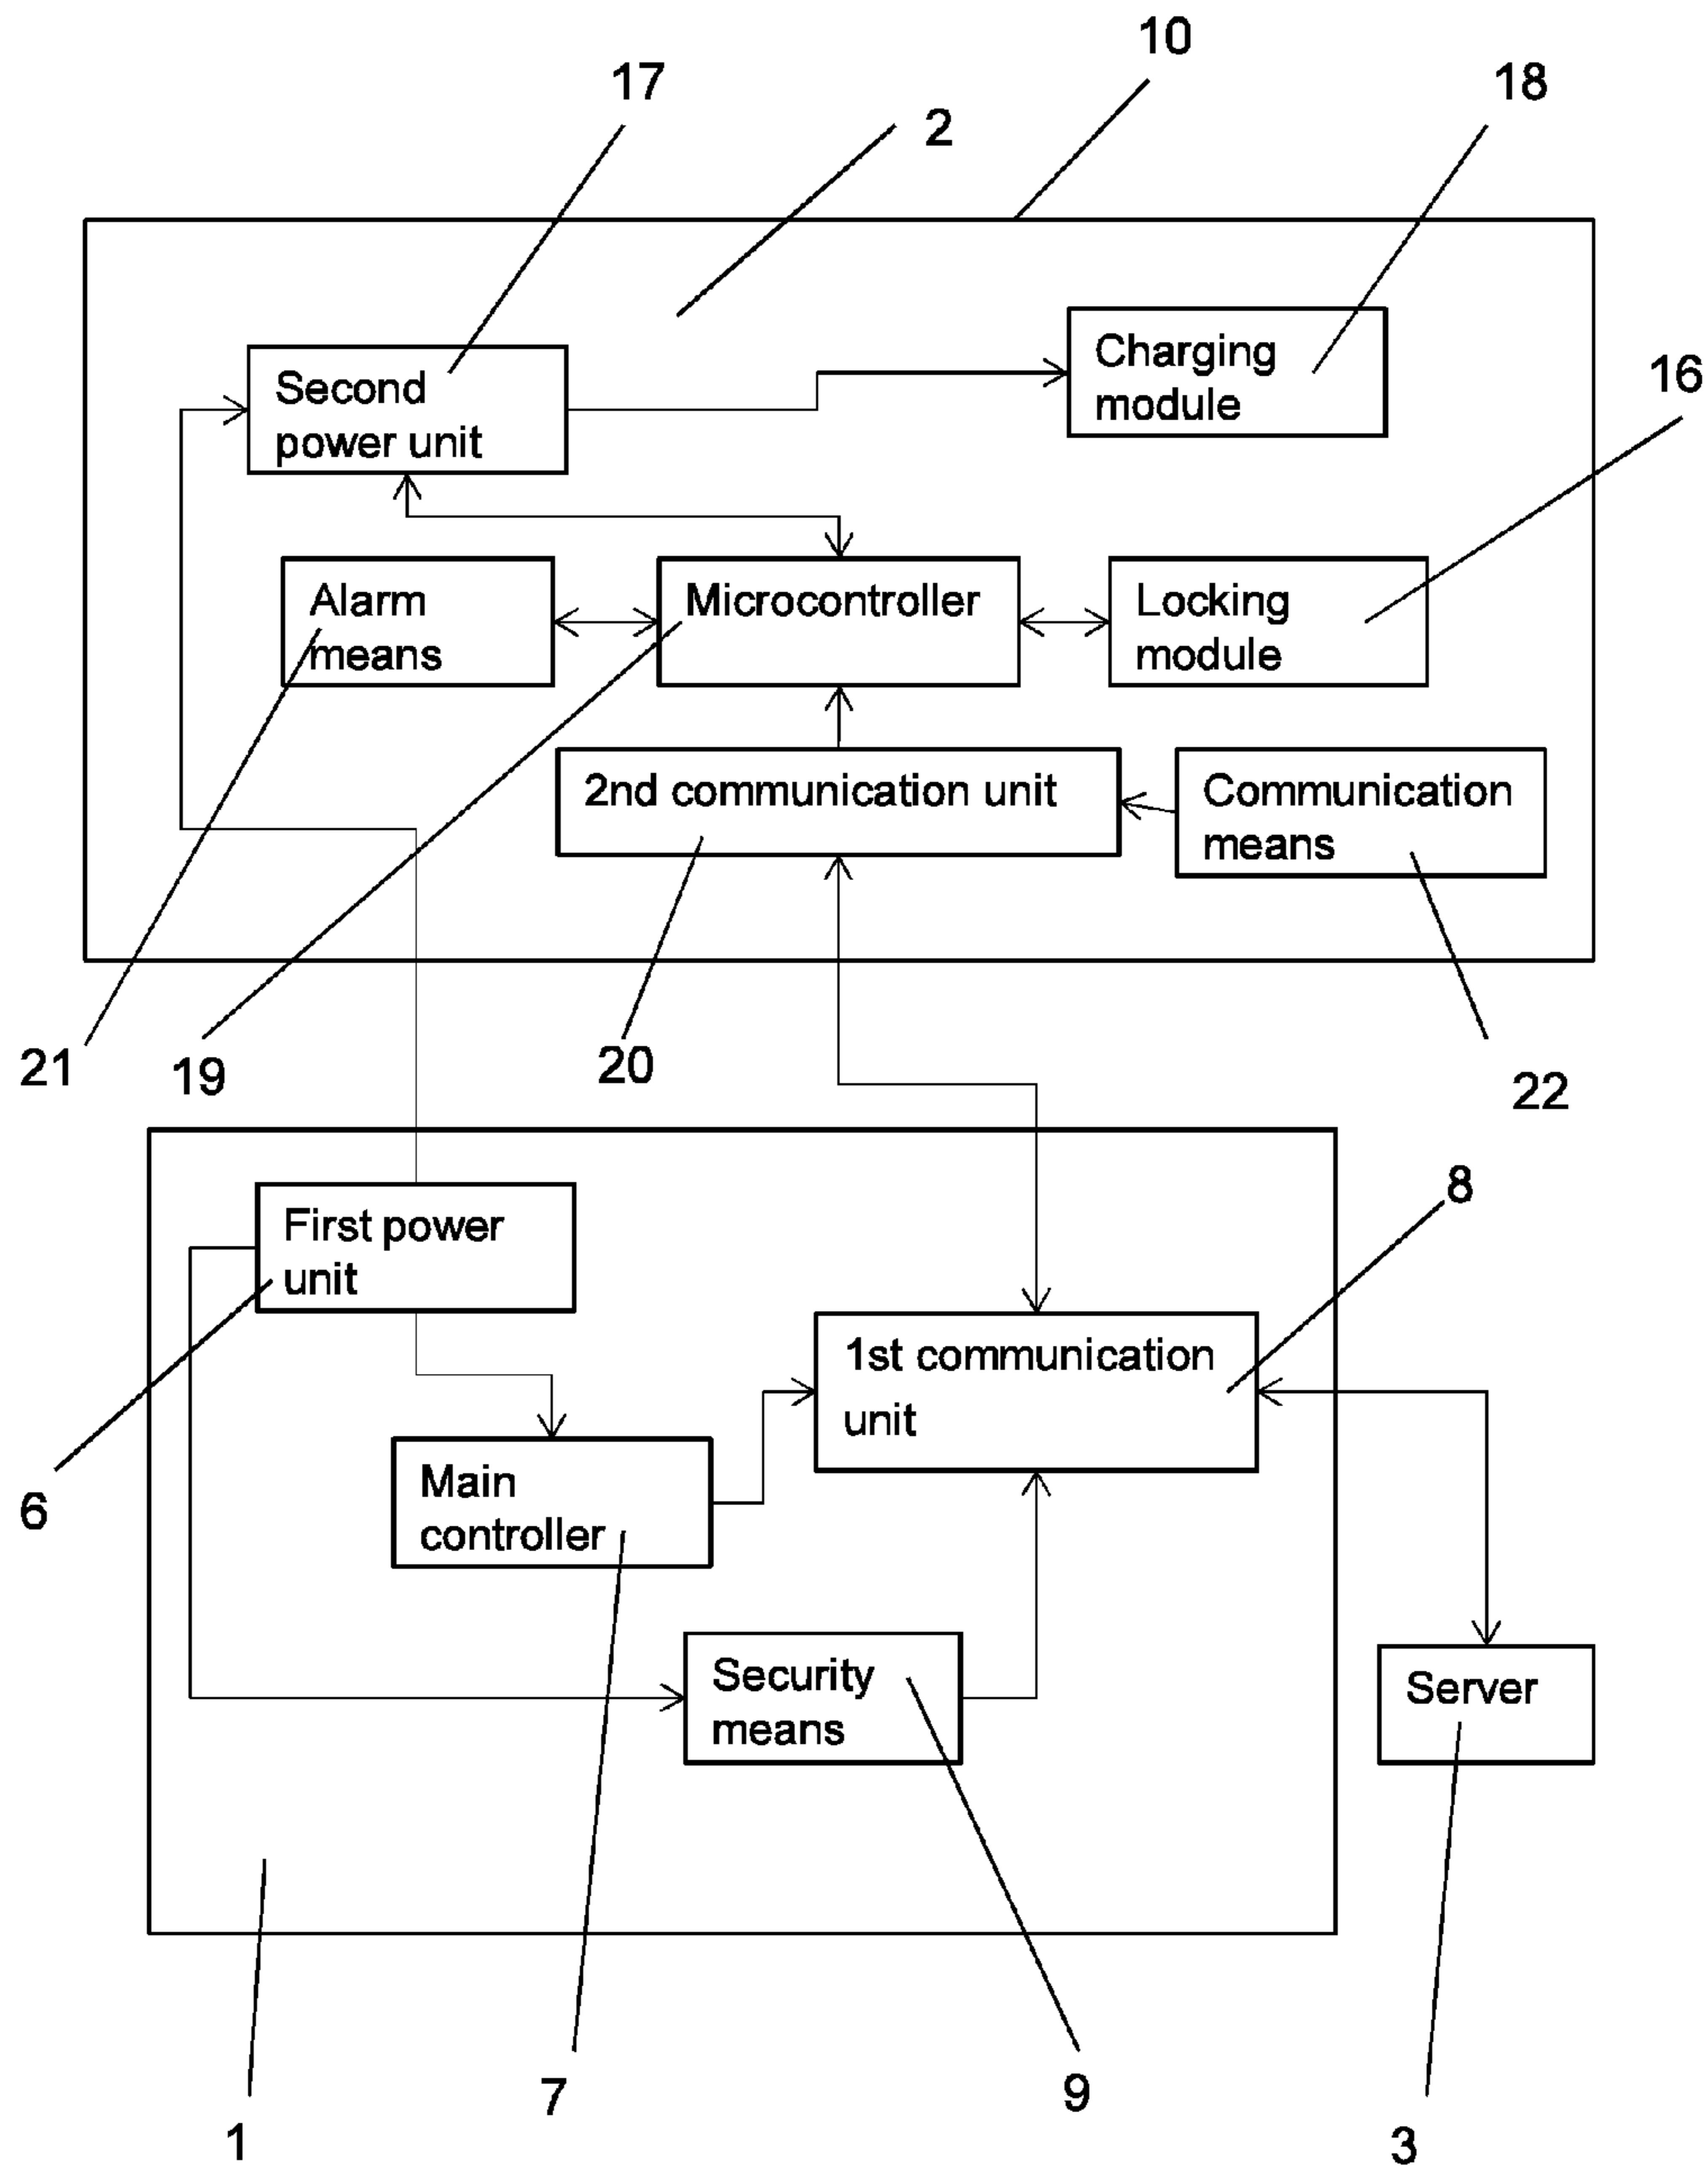 10
17
18
2
Charging
module
16
Second
power unit
Alarm
means
Microcontroller
Locking
module
2nd communication unit
Communication
means
21
19
20
22
8
First power
unit
1st communication
unit
6
Main
controller
Security
means
Server
7
9
1
3